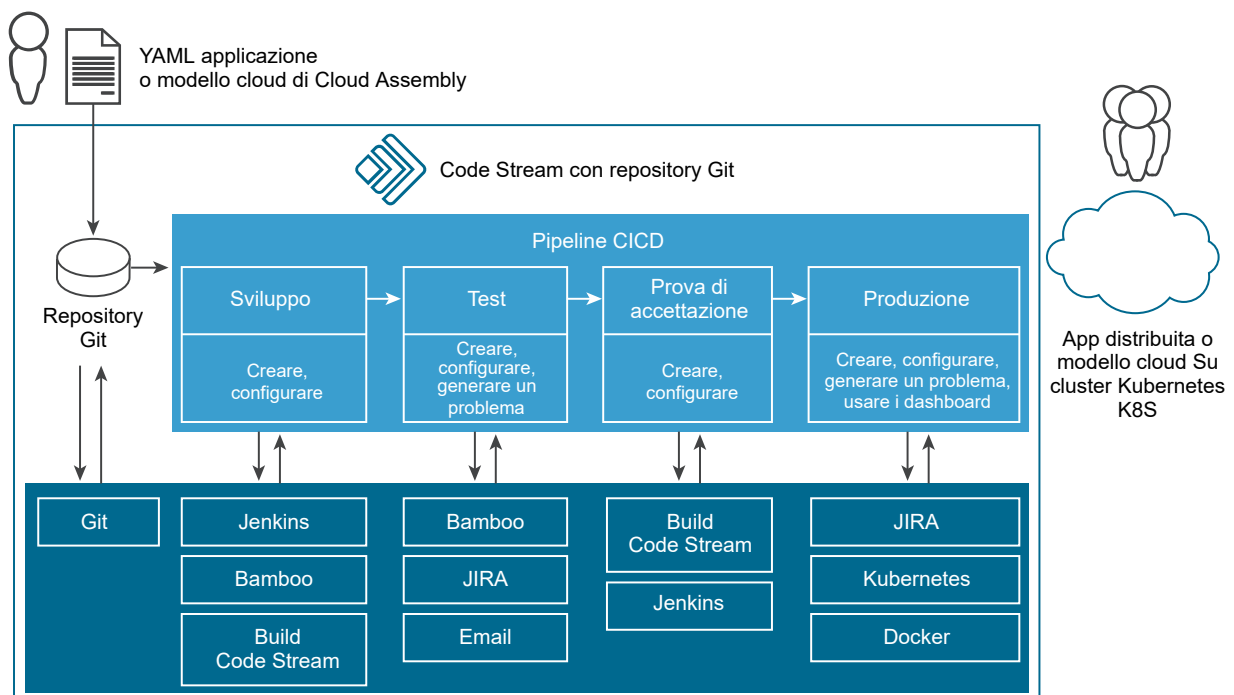 YAML applicazione
o modello cloud di Cloud Assembly
Code Stream con repository Git
Pipeline CICD
Repository
Git
Sviluppo
Creare,
configurare
Test
Creare,
configurare,
generare un
problema
Prova di
accettazione
Creare,
configurare
Produzione
Creare, configurare,
generare un problema,
usare i dashboard
App distribuita o
modello cloud Su
cluster Kubernetes
K8S
Git
Jenkins
Bamboo
Build
Code Stream
Bamboo
JIRA
Email
Build
Code Stream
Jenkins
JIRA
Kubernetes
Docker